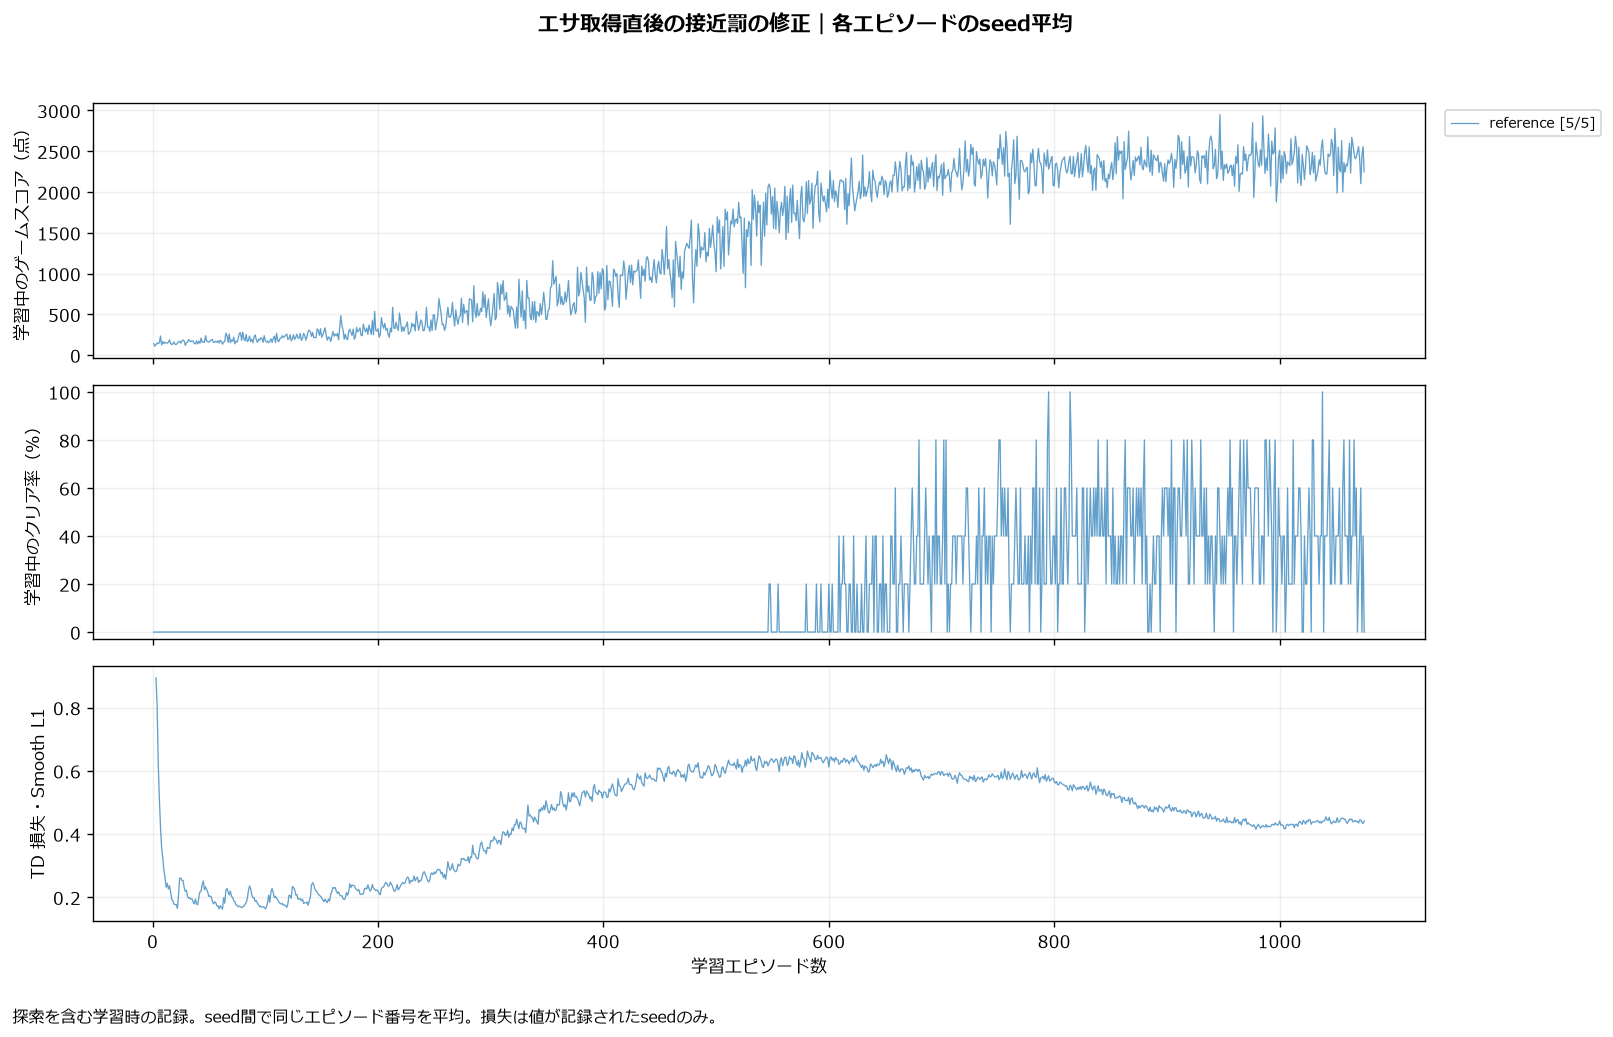 エサ取得直後の接近罰の修正｜各エピソードのseed平均
reference [5/5]
学習中のゲームスコア（点）
3000
2500
2000
1500
1000
500
0
学習中のクリア率（%）
100
80
60
40
20
0
TD 損失・Smooth L1
0.8
0.6
0.4
0.2
0 200 400 600 800 1000
学習エピソード数
探索を含む学習時の記録。seed間で同じエピソード番号を平均。損失は値が記録されたseedのみ。